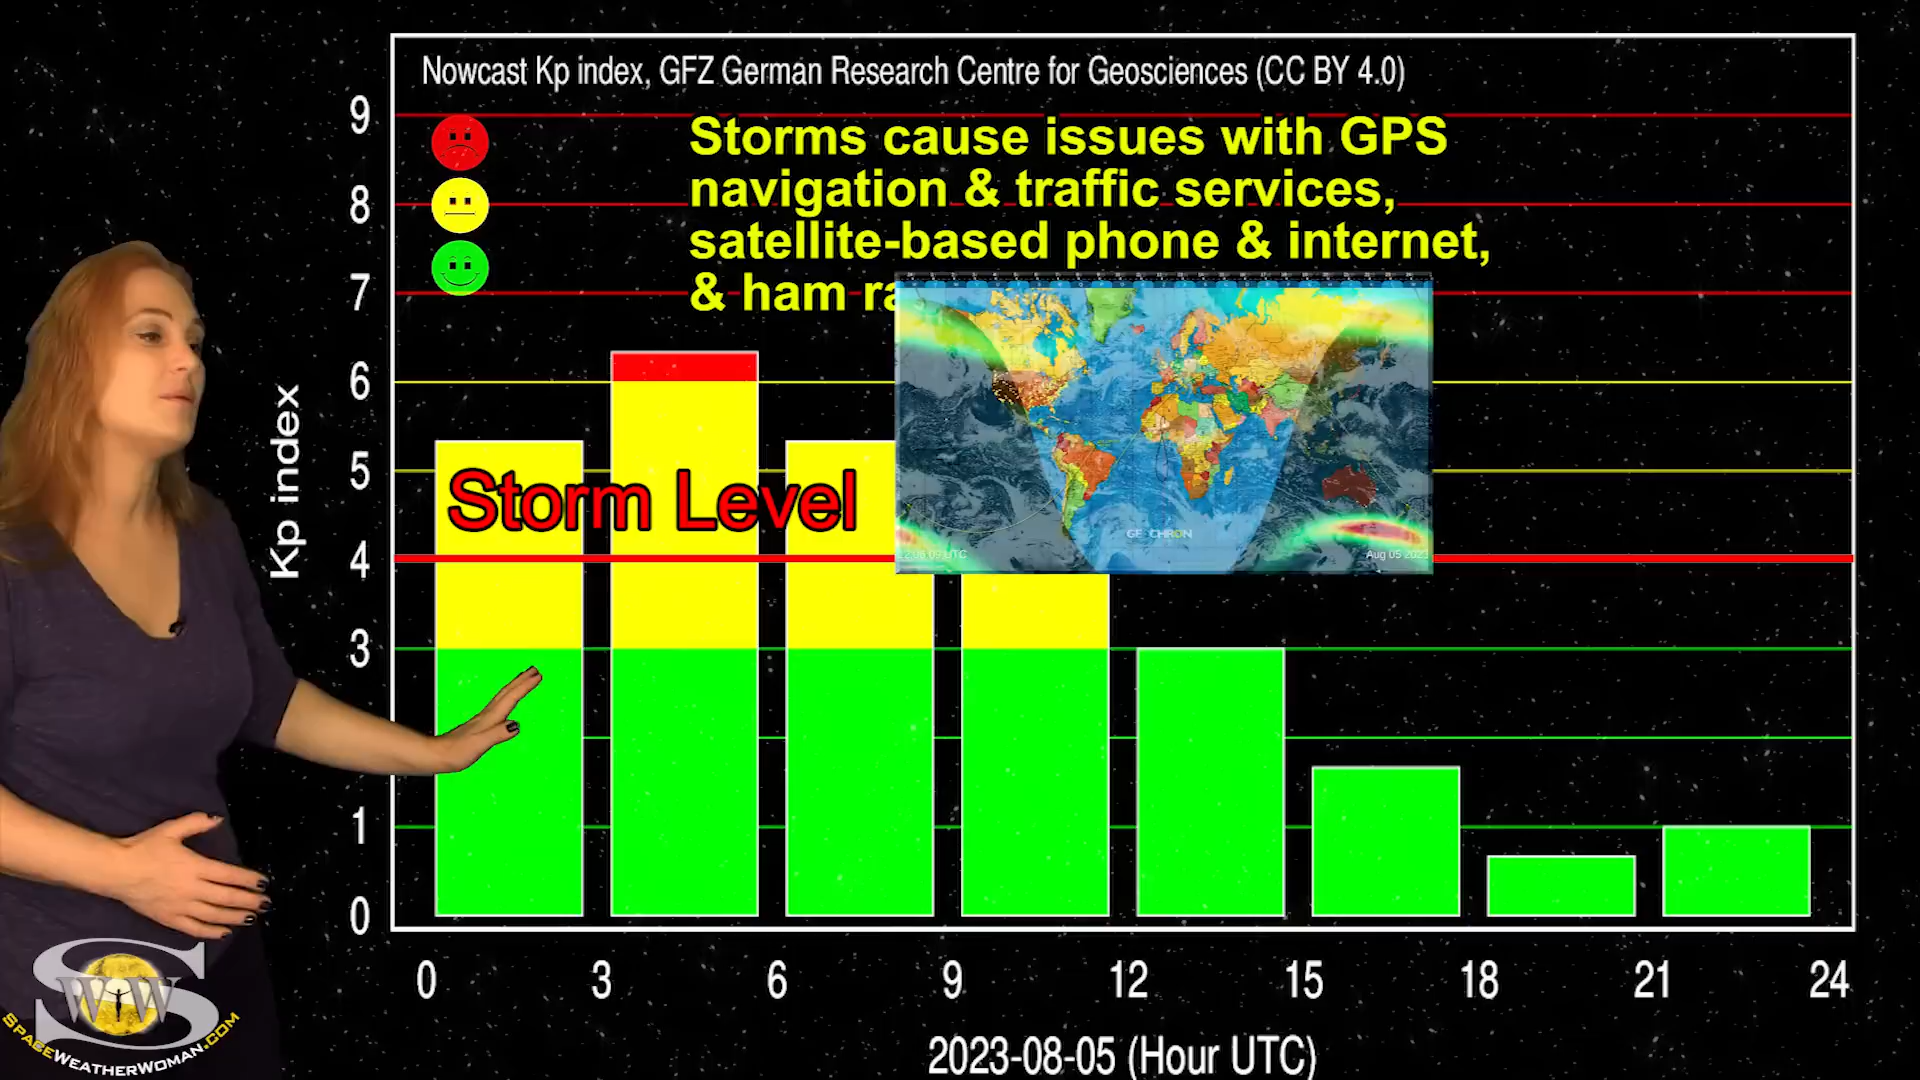 Nowcast Kp index, GFZ German Research Centre for Geosciences (CC BY 4.0)
Storms cause issues with GPS
navigation & traffic services,
satellite-based phone & internet,
& ham
9
8
7
6
5
4
3
1
0
Kp index
Storm Level
GEOCHRON
Aug 05 2023
0 3 6 9 12 15 18 21 24
2023-08-05 (Hour UTC)
SWW
SPACEWEATHERWOMAN.COM